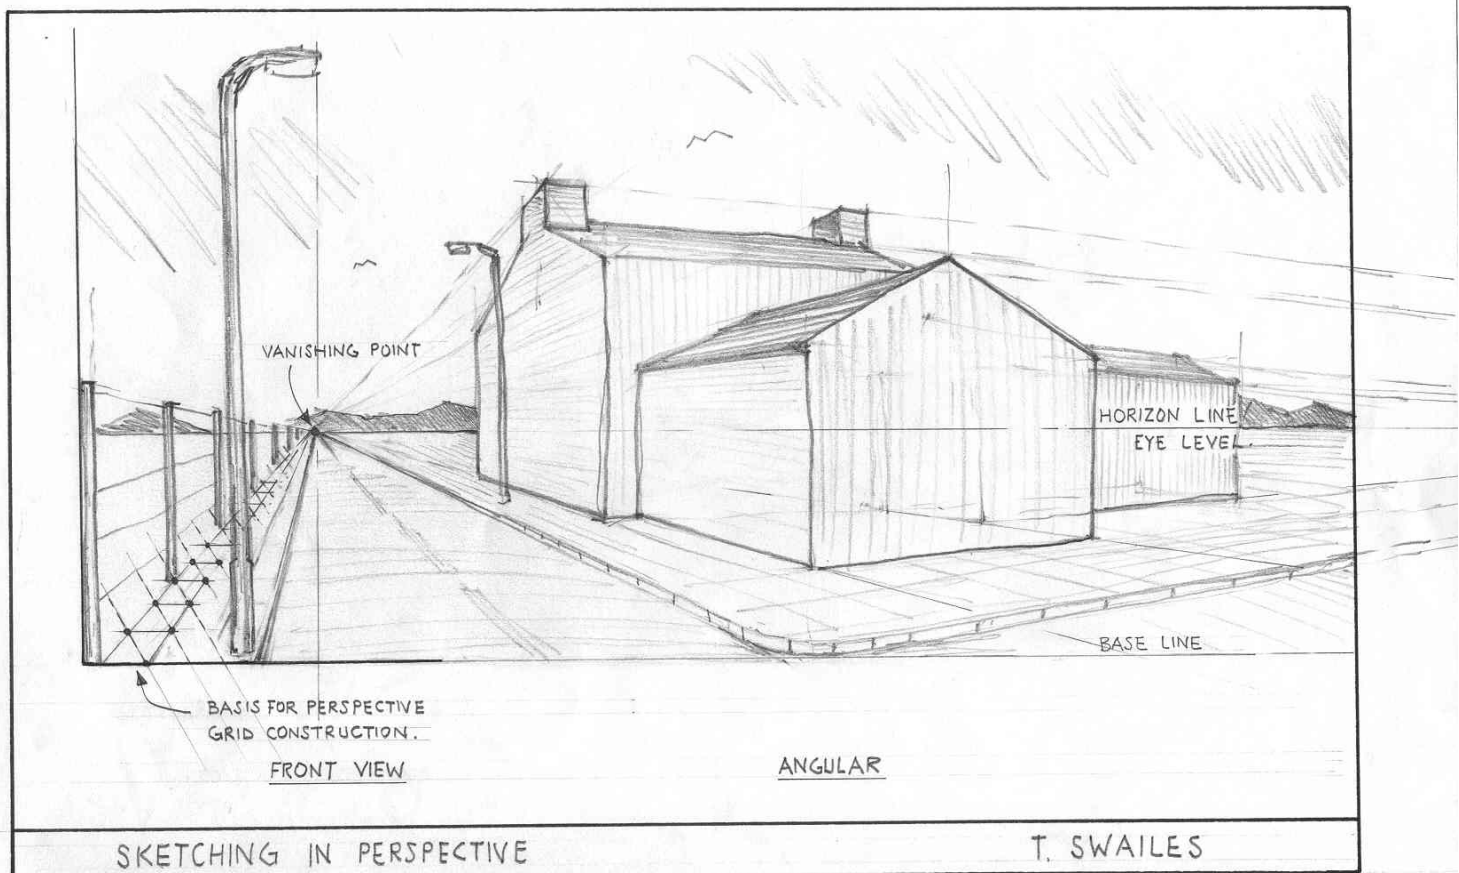 VANISHING POINT
HORIZON LINE
EYE LEVEL.
BASE LINE
BASIS FOR PERSPECTIVE
GRID CONSTRUCTION.
FRONT VIEW
ANGULAR
SKETCHING IN PERSPECTIVE
T. SWAILES